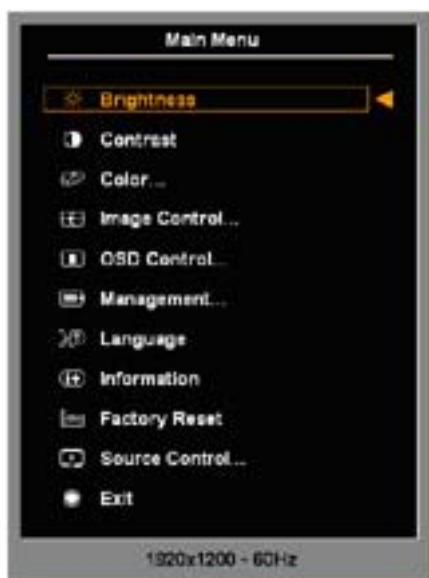 Main Menu
Brightness
Contrast
Color...
Image Control...
OSD Control...
Management...
Language
Information
Factory Reset
Source Control...
Exit
1920x1200 - 60Hz